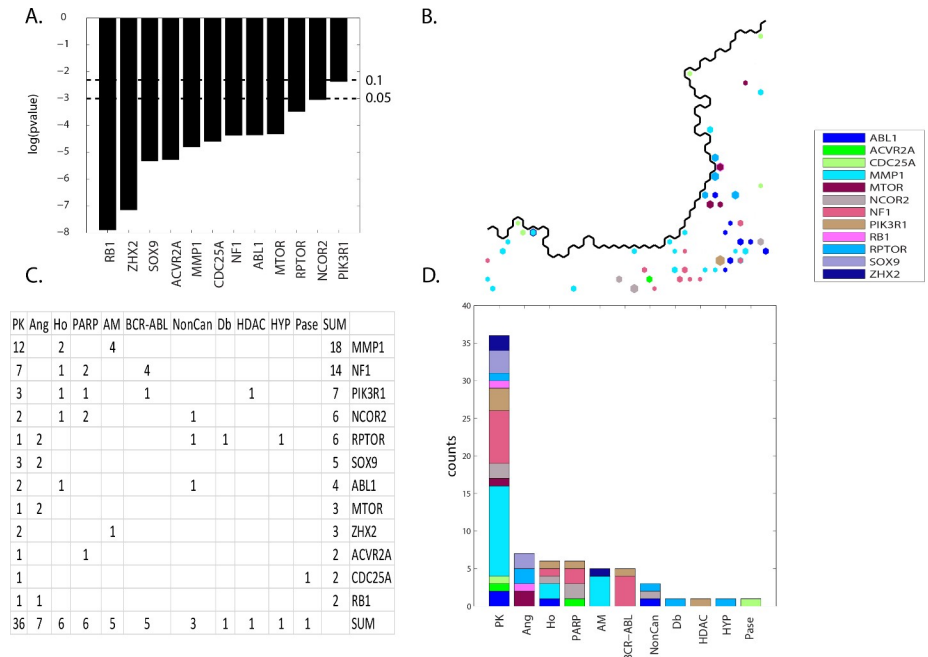 A.
0
−1
−2
−3
−4
−5
−6
−7
−8
log(pvalue)
0.1
0.05
RB1
ZHX2
SOX9
ACVR2A
MMP1
CDC25A
NF1
ABL1
MTOR
RPTOR
NCOR2
PIK3R1
B.
ABL1
ACVR2A
CDC25A
MMP1
MTOR
NCOR2
NF1
PIK3R1
RB1
RPTOR
SOX9
ZHX2
C.
PK Ang Ho PARP AM BCR-ABL NonCan Db HDAC HYP Pase SUM
12 2 4 18 MMP1
7 1 2 4 14 NF1
3 1 1 1 1 7 PIK3R1
2 1 2 1 6 NCOR2
1 2 1 1 1 6 RPTOR
3 2 5 SOX9
2 1 1 4 ABL1
1 2 3 MTOR
2 1 3 ZHX2
1 1 2 ACVR2A
1 1 2 CDC25A
1 1 2 RB1
36 7 6 6 5 5 3 1 1 1 1 SUM
D.
40
35
30
25
20
15
10
5
0
counts
PK
Ang
Ho
PARP
AM
BCR-ABL
NonCan
Db
HDAC
HYP
Pase